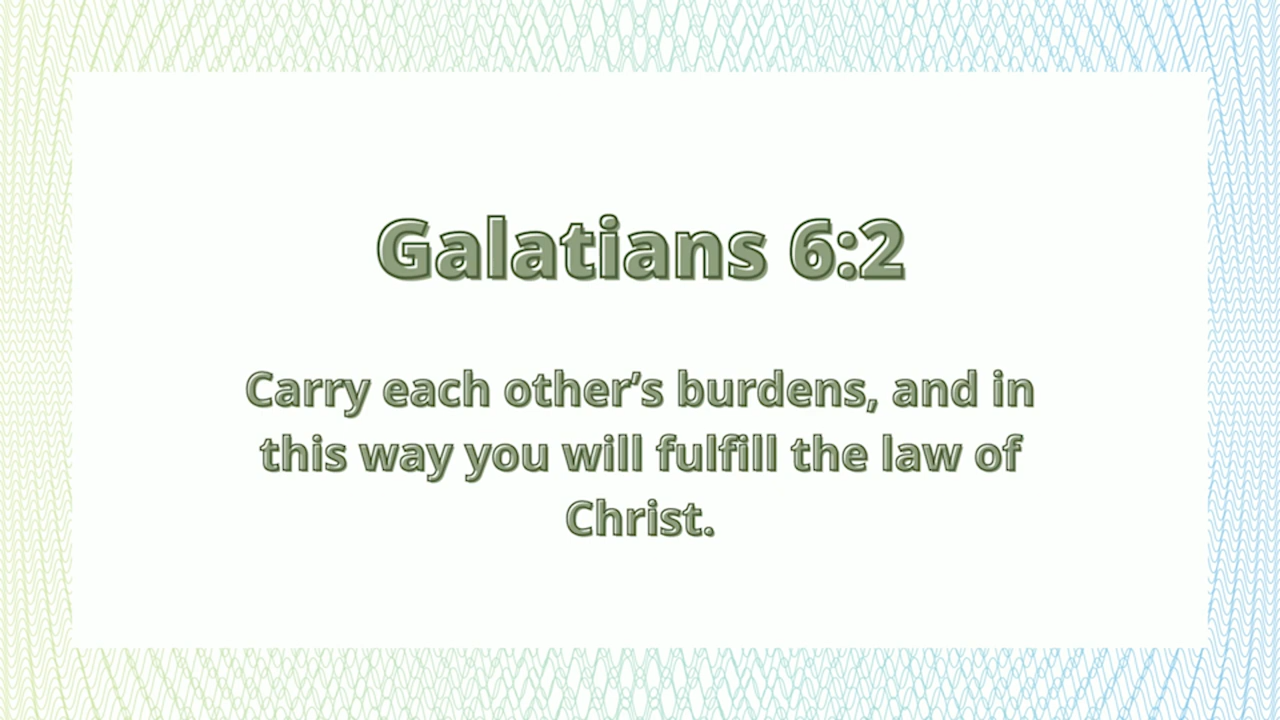 Galatians 6:2
Carry each other’s burdens, and in
this way you will fulfill the law of
Christ.